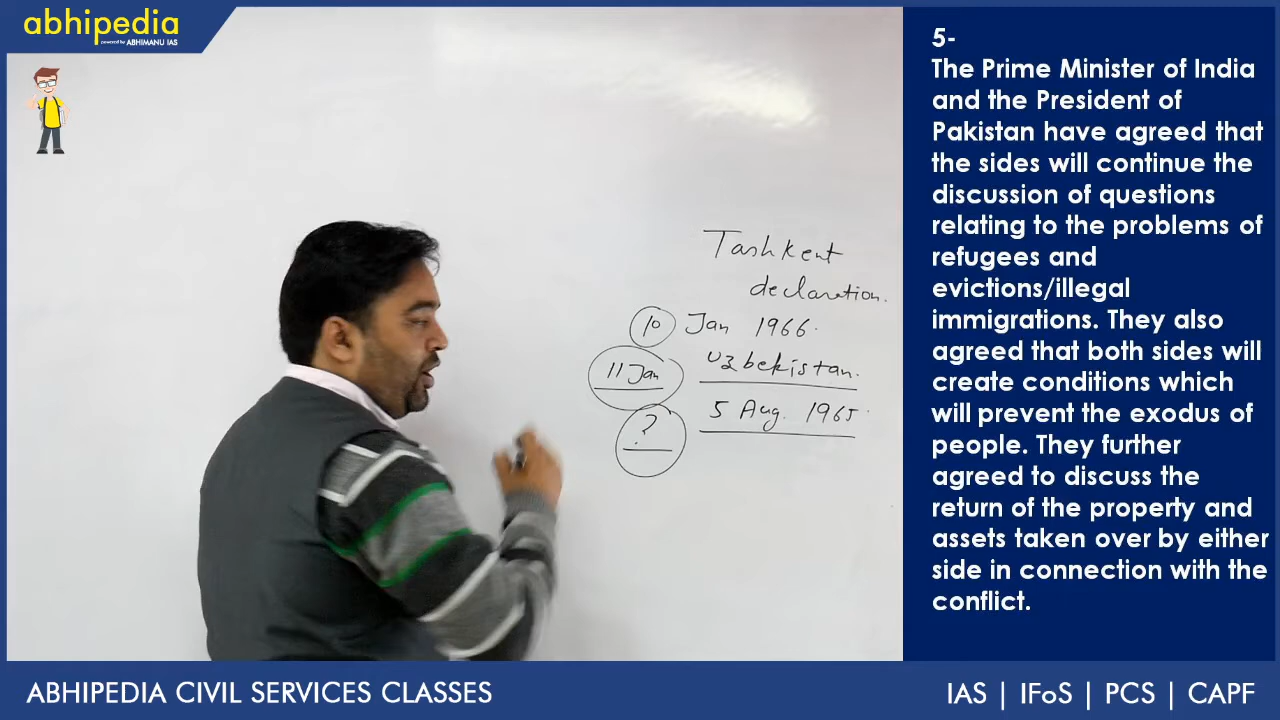 abhipedia
powered by ABHIMANU IAS
5-
The Prime Minister of India
and the President of
Pakistan have agreed that
the sides will continue the
discussion of questions
relating to the problems of
refugees and
evictions/illegal
immigrations. They also
agreed that both sides will
create conditions which
will prevent the exodus of
people. They further
agreed to discuss the
return of the property and
assets taken over by either
side in connection with the
conflict.
Tashkent
declaration.
10 Jan 1966.
11 Jan Uzbekistan.
5 Aug. 1965.
?
ABHIPEDIA CIVIL SERVICES CLASSES
IAS | IFoS | PCS | CAPF